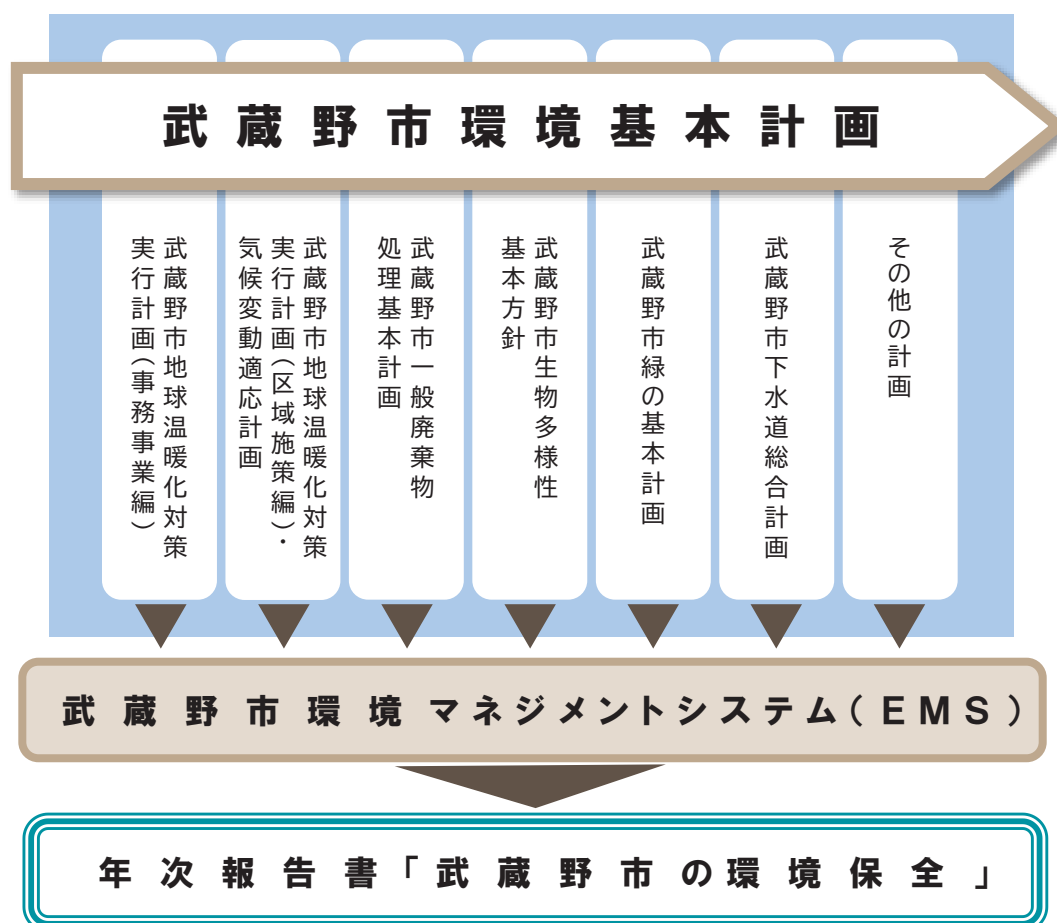 武蔵野市環境基本計画
武蔵野市地球温暖化対策
実行計画(事務事業編)
武蔵野市地球温暖化対策
実行計画(区域施策編)・
気候変動適応計画
武蔵野市一般廃棄物
処理基本計画
武蔵野市生物多様性
基本方針
武蔵野市緑の基本計画
武蔵野市下水道総合計画
その他の計画
武蔵野市環境マネジメントシステム(EMS)
年次報告書「武蔵野市の環境保全」